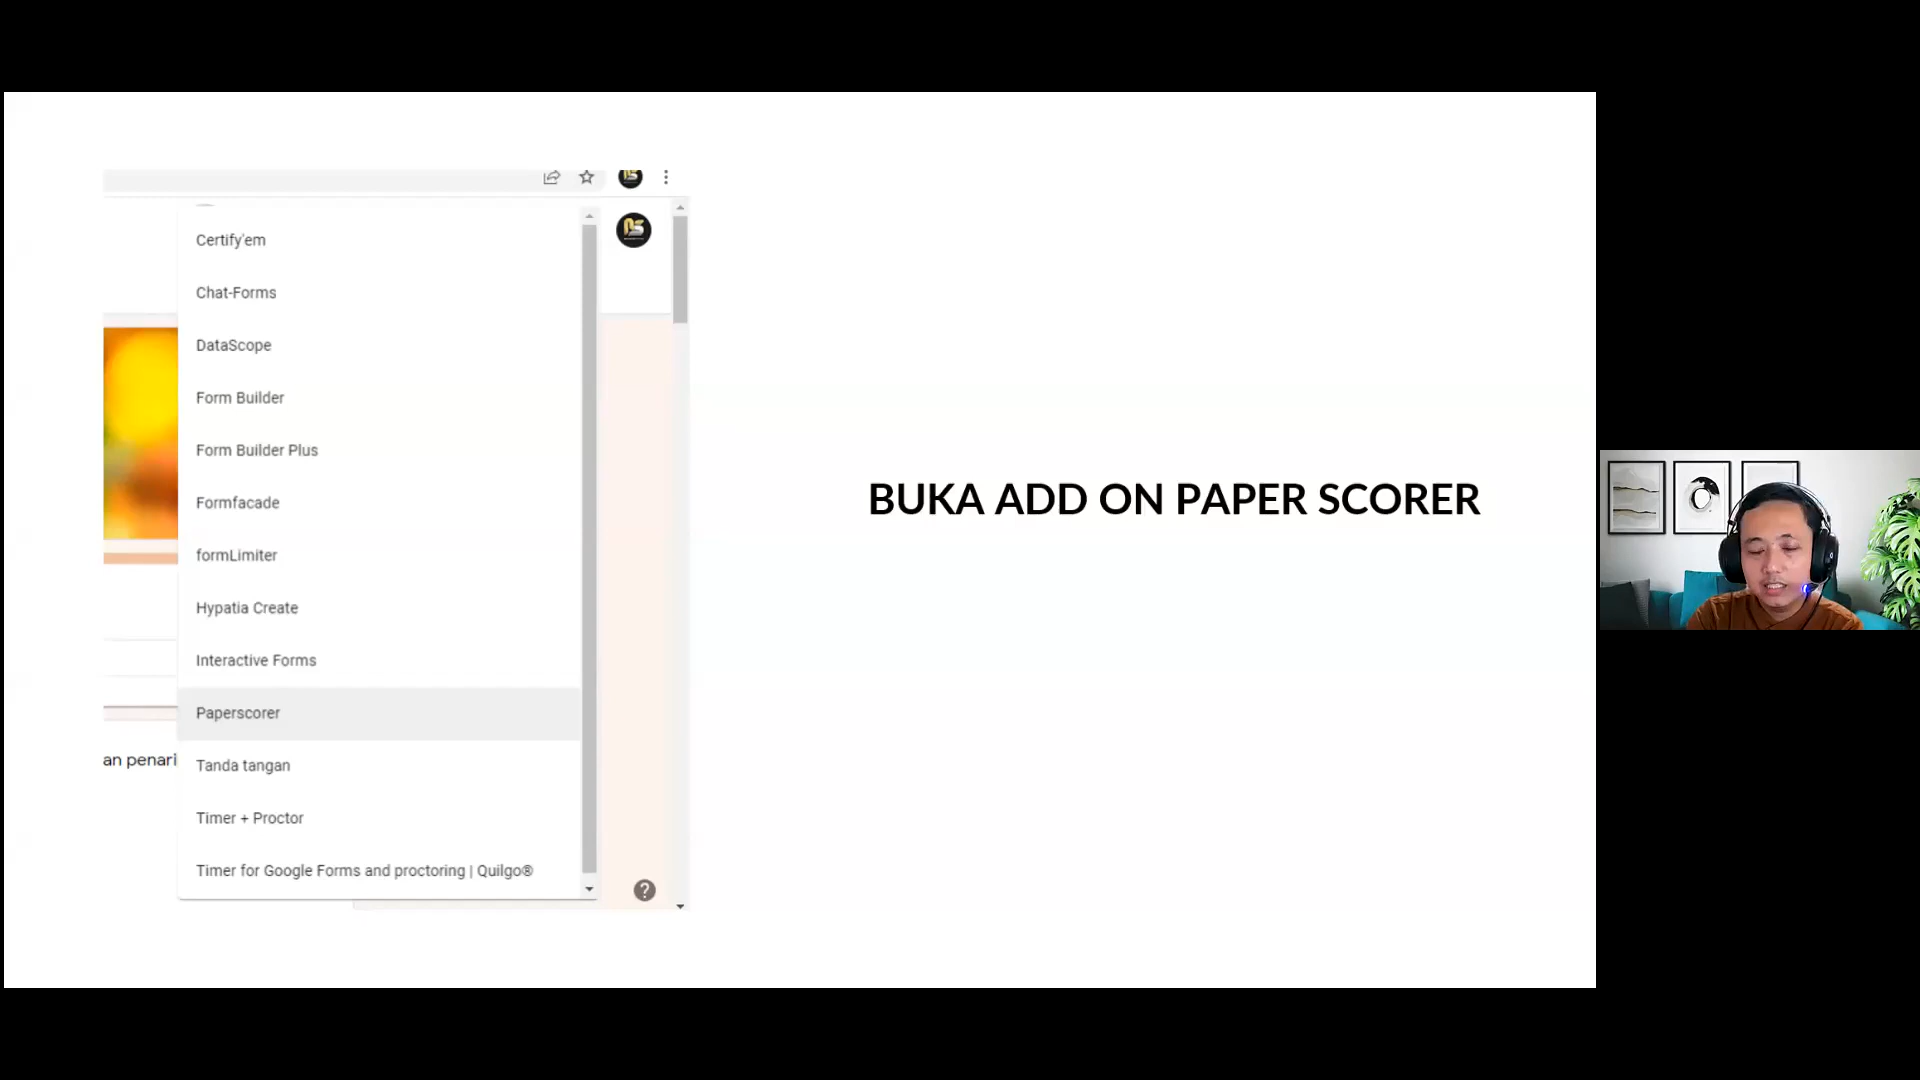 Certify'em
Chat-Forms
DataScope
Form Builder
Form Builder Plus
Formfacade
formLimiter
Hypatia Create
Interactive Forms
Paperscorer
an penari
Tanda tangan
Timer + Proctor
Timer for Google Forms and proctoring | Quilgo®
BUKA ADD ON PAPER SCORER